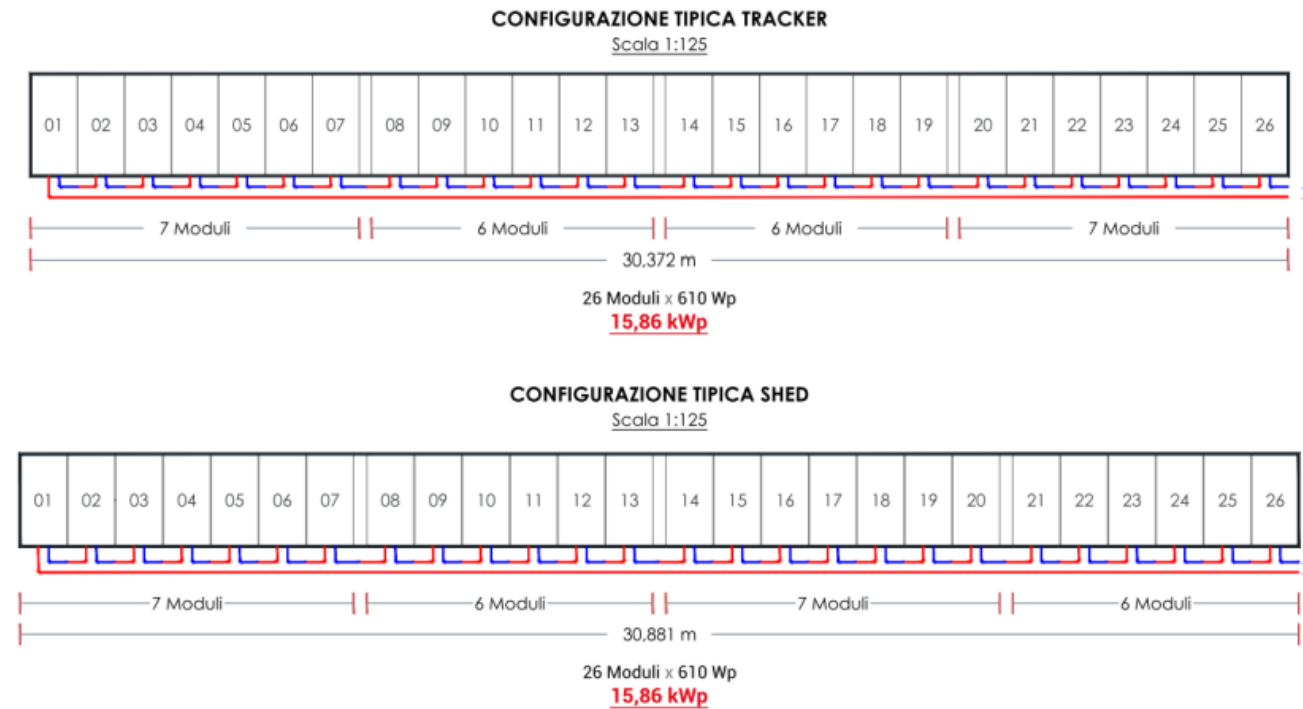 CONFIGURAZIONE TIPICA TRACKER
Scala 1:125
01 02 03 04 05 06 07 08 09 10 11 12 13 14 15 16 17 18 19 20 21 22 23 24 25 26
7 Moduli 6 Moduli 6 Moduli 7 Moduli
30,372 m
26 Moduli x 610 Wp
15,86 kWp
CONFIGURAZIONE TIPICA SHED
Scala 1:125
01 02 03 04 05 06 07 08 09 10 11 12 13 14 15 16 17 18 19 20 21 22 23 24 25 26
7 Moduli 6 Moduli 7 Moduli 6 Moduli
30,881 m
26 Moduli x 610 Wp
15,86 kWp